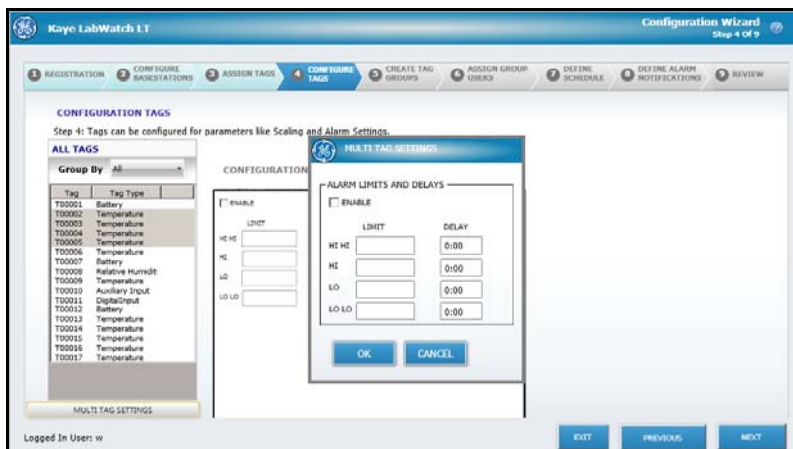 Kaye LabWatch LT
Configuration Wizard
Step 4 Of 9
1 REGISTRATION
2 CONFIGURE BASESTATIONS
3 ASSIGN TAGS
4 CONFIGURE TAGS
5 CREATE TAG GROUPS
6 ASSIGN GROUP USERS
7 DEFINE SCHEDULE
8 DEFINE ALARM NOTIFICATIONS
9 REVIEW
CONFIGURATION TAGS
Step 4: Tags can be configured for parameters like Scaling and Alarm Settings.
ALL TAGS
Group By All
Tag Tag Type
T00001 Battery
T00002 Temperature
T00003 Temperature
T00004 Temperature
T00005 Temperature
T00006 Temperature
T00007 Battery
T00008 Relative Humidit
T00009 Temperature
T00010 Auxiliary Input
T00011 DigitalInput
T00012 Battery
T00013 Temperature
T00014 Temperature
T00015 Temperature
T00016 Temperature
T00017 Temperature
MULTI TAG SETTINGS
CONFIGURATION
ENABLE
LIMIT
HI HI
HI
LO
LO LO
MULTI TAG SETTINGS
ALARM LIMITS AND DELAYS
ENABLE
LIMIT DELAY
HI HI 0:00
HI 0:00
LO 0:00
LO LO 0:00
OK CANCEL
Logged In User: w
EXIT PREVIOUS NEXT